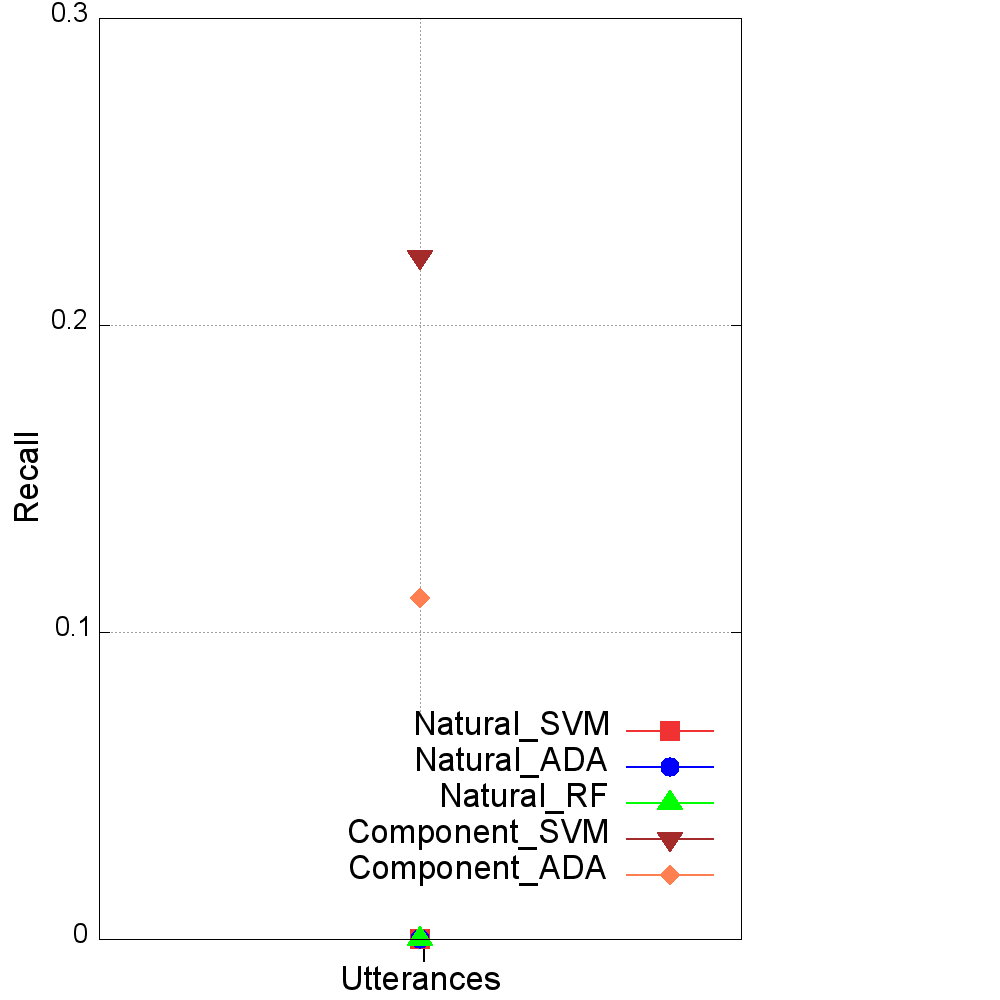 0.3
0.2
Recall
0.1
Natural_SVM
Natural_ADA
Natural_RF
Component_SVM
Component_ADA
0
Utterances